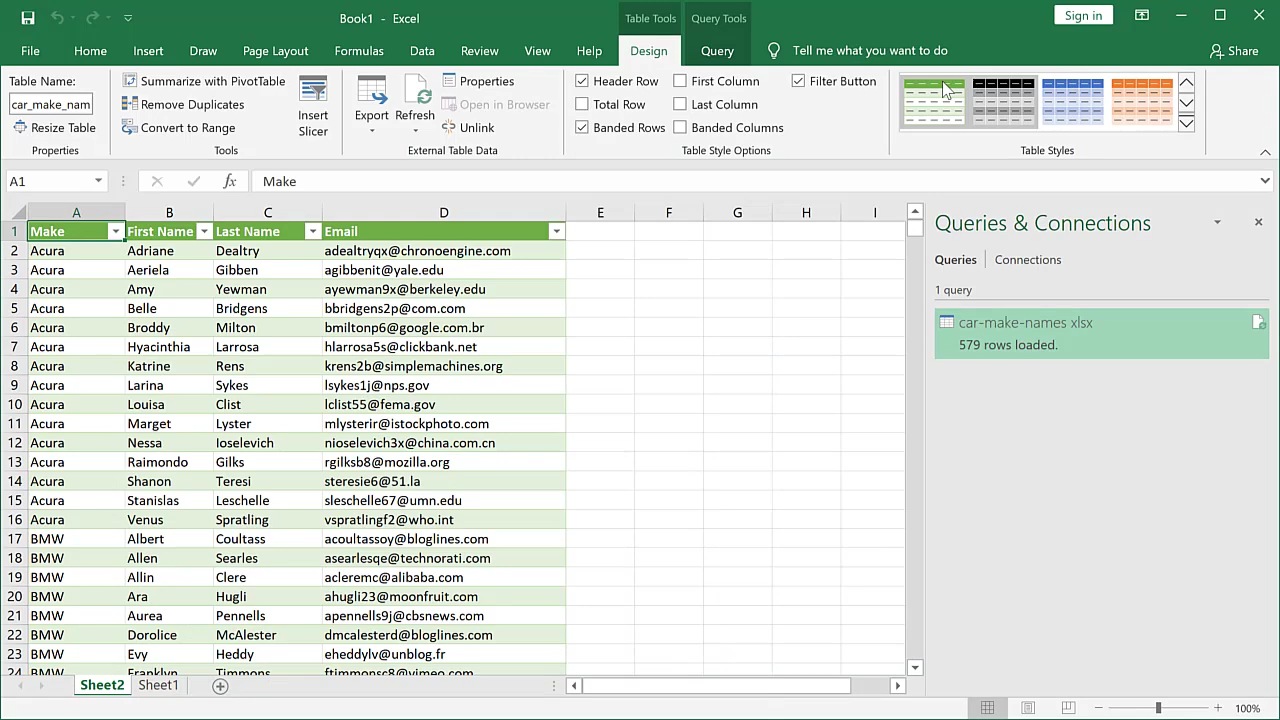 Book1 - Excel
Table Tools
Query Tools
Sign in
File Home Insert Draw Page Layout Formulas Data Review View Help Design Query Tell me what you want to do Share
Table Name:
car_make_nam
Resize Table
Properties
Summarize with PivotTable
Remove Duplicates
Convert to Range
Tools
Insert
Slicer
Export Refresh
Properties
Open in Browser
Unlink
External Table Data
Header Row First Column Filter Button
Total Row Last Column
Banded Rows Banded Columns
Table Style Options
Table Styles
A1 fx Make
A B C D E F G H I
1 Make First Name Last Name Email
2 Acura Adriane Dealtry adealtryqx@chronoengine.com
3 Acura Aeriela Gibben agibbenit@yale.edu
4 Acura Amy Yewman ayewman9x@berkeley.edu
5 Acura Belle Bridgens bbridgens2p@com.com
6 Acura Broddy Milton bmiltonp6@google.com.br
7 Acura Hyacinthia Larrosa hlarrosa5s@clickbank.net
8 Acura Katrine Rens krens2b@simplemachines.org
9 Acura Larina Sykes lsykes1j@nps.gov
10 Acura Louisa Clist lclist55@fema.gov
11 Acura Marget Lyster mlysterir@istockphoto.com
12 Acura Nessa Ioselevich nioselevich3x@china.com.cn
13 Acura Raimondo Gilks rgilksb8@mozilla.org
14 Acura Shanon Teresi steresie6@51.la
15 Acura Stanislas Leschelle sleschelle67@umn.edu
16 Acura Venus Spratling vspratlingf2@who.int
17 BMW Albert Coultass acoultassoy@bloglines.com
18 BMW Allen Searles asearlesqe@technorati.com
19 BMW Allin Clere acleremc@alibaba.com
20 BMW Ara Hugli ahugli23@moonfruit.com
21 BMW Aurea Pennells apennells9j@cbsnews.com
22 BMW Dorolice McAlester dmcalesterd@bloglines.com
23 BMW Evy Heddy eheddylv@unblog.fr
24 BMW Franklyn Timmons ftimmonsc8@vimeo.com
Queries & Connections
Queries Connections
1 query
car-make-names xlsx
579 rows loaded.
Sheet2 Sheet1
100%